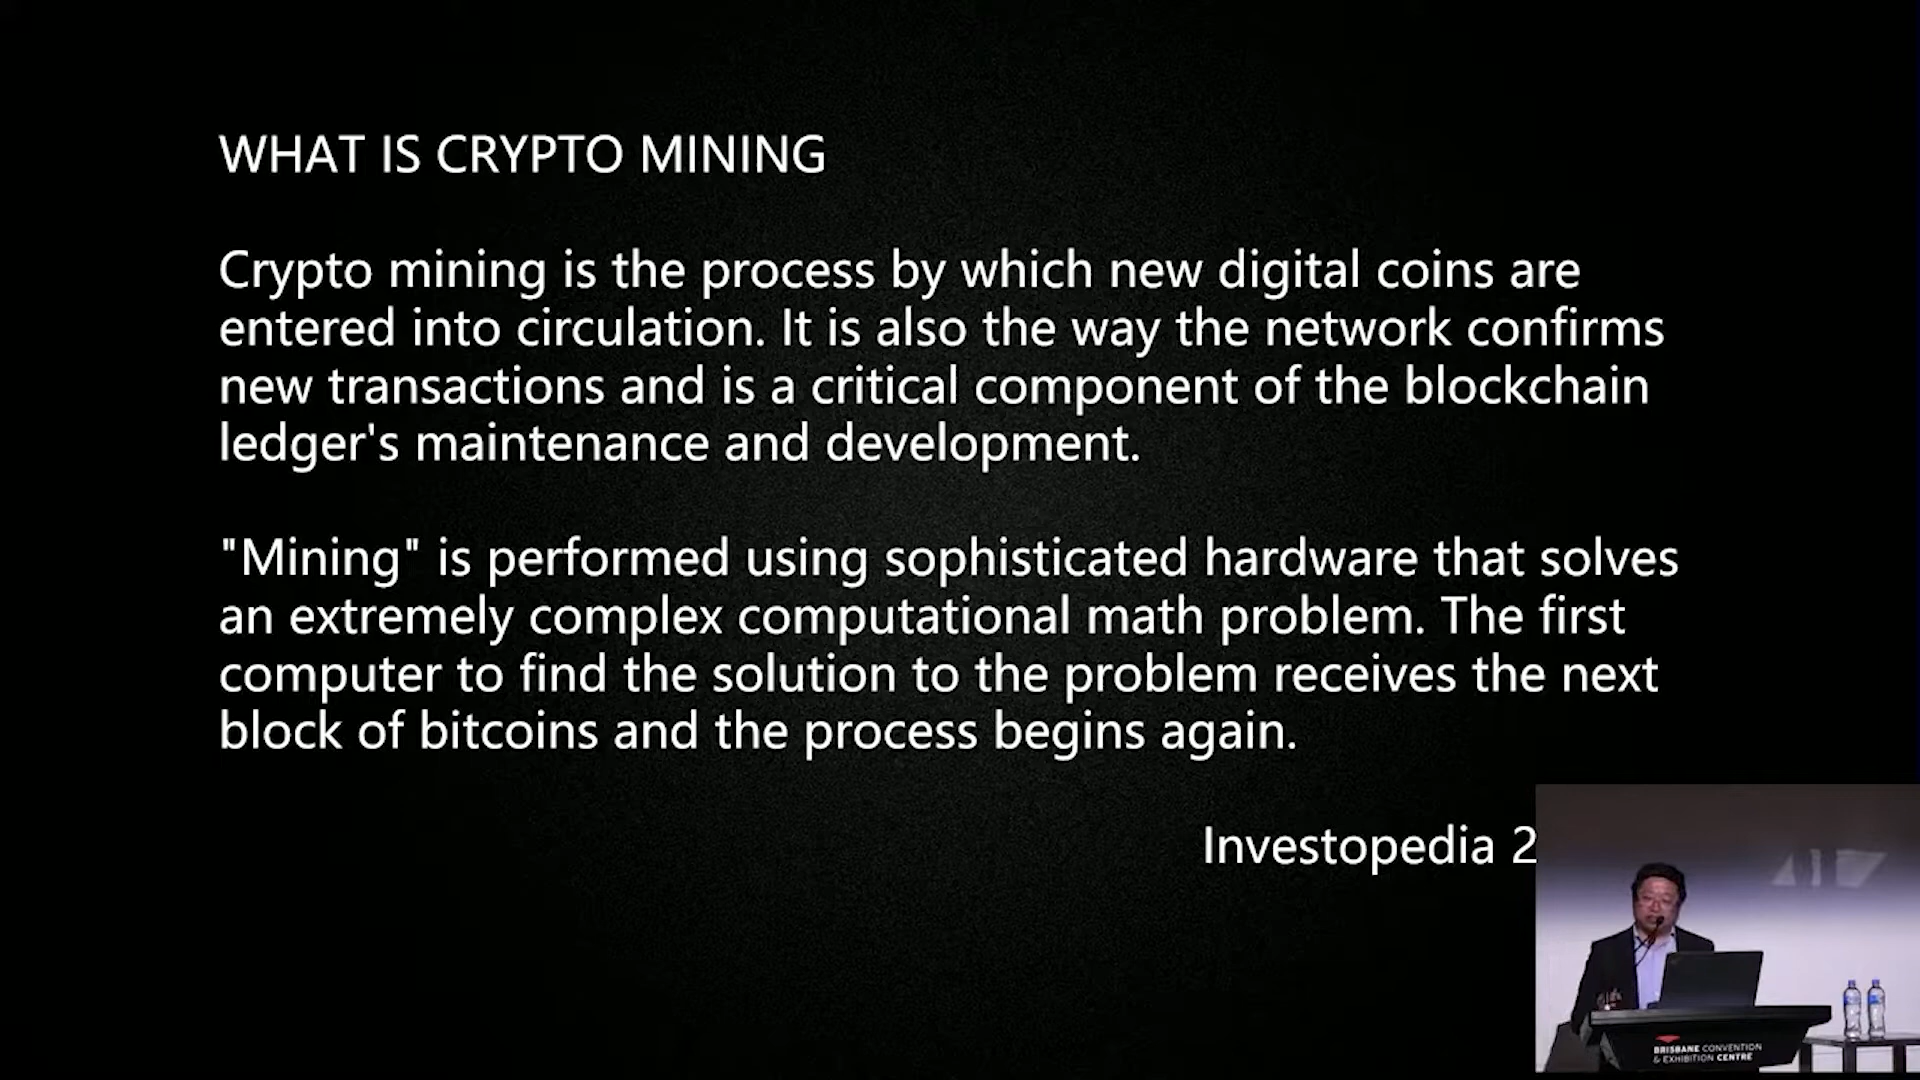 WHAT IS CRYPTO MINING
Crypto mining is the process by which new digital coins are
entered into circulation. It is also the way the network confirms
new transactions and is a critical component of the blockchain
ledger's maintenance and development.
"Mining" is performed using sophisticated hardware that solves
an extremely complex computational math problem. The first
computer to find the solution to the problem receives the next
block of bitcoins and the process begins again.
Investopedia 2
BRISBANE CONVENTION
& EXHIBITION CENTRE